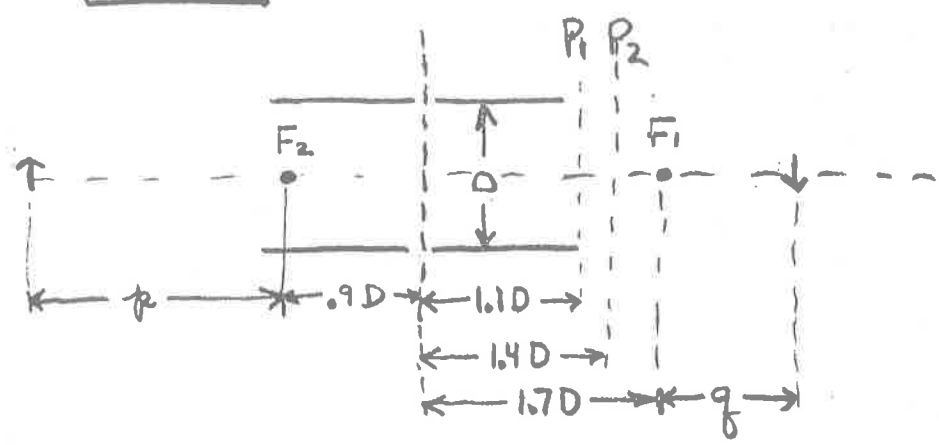 P₁ P₂
F₂ F₁
D
p .9D 1.1D
1.4D
1.7D q